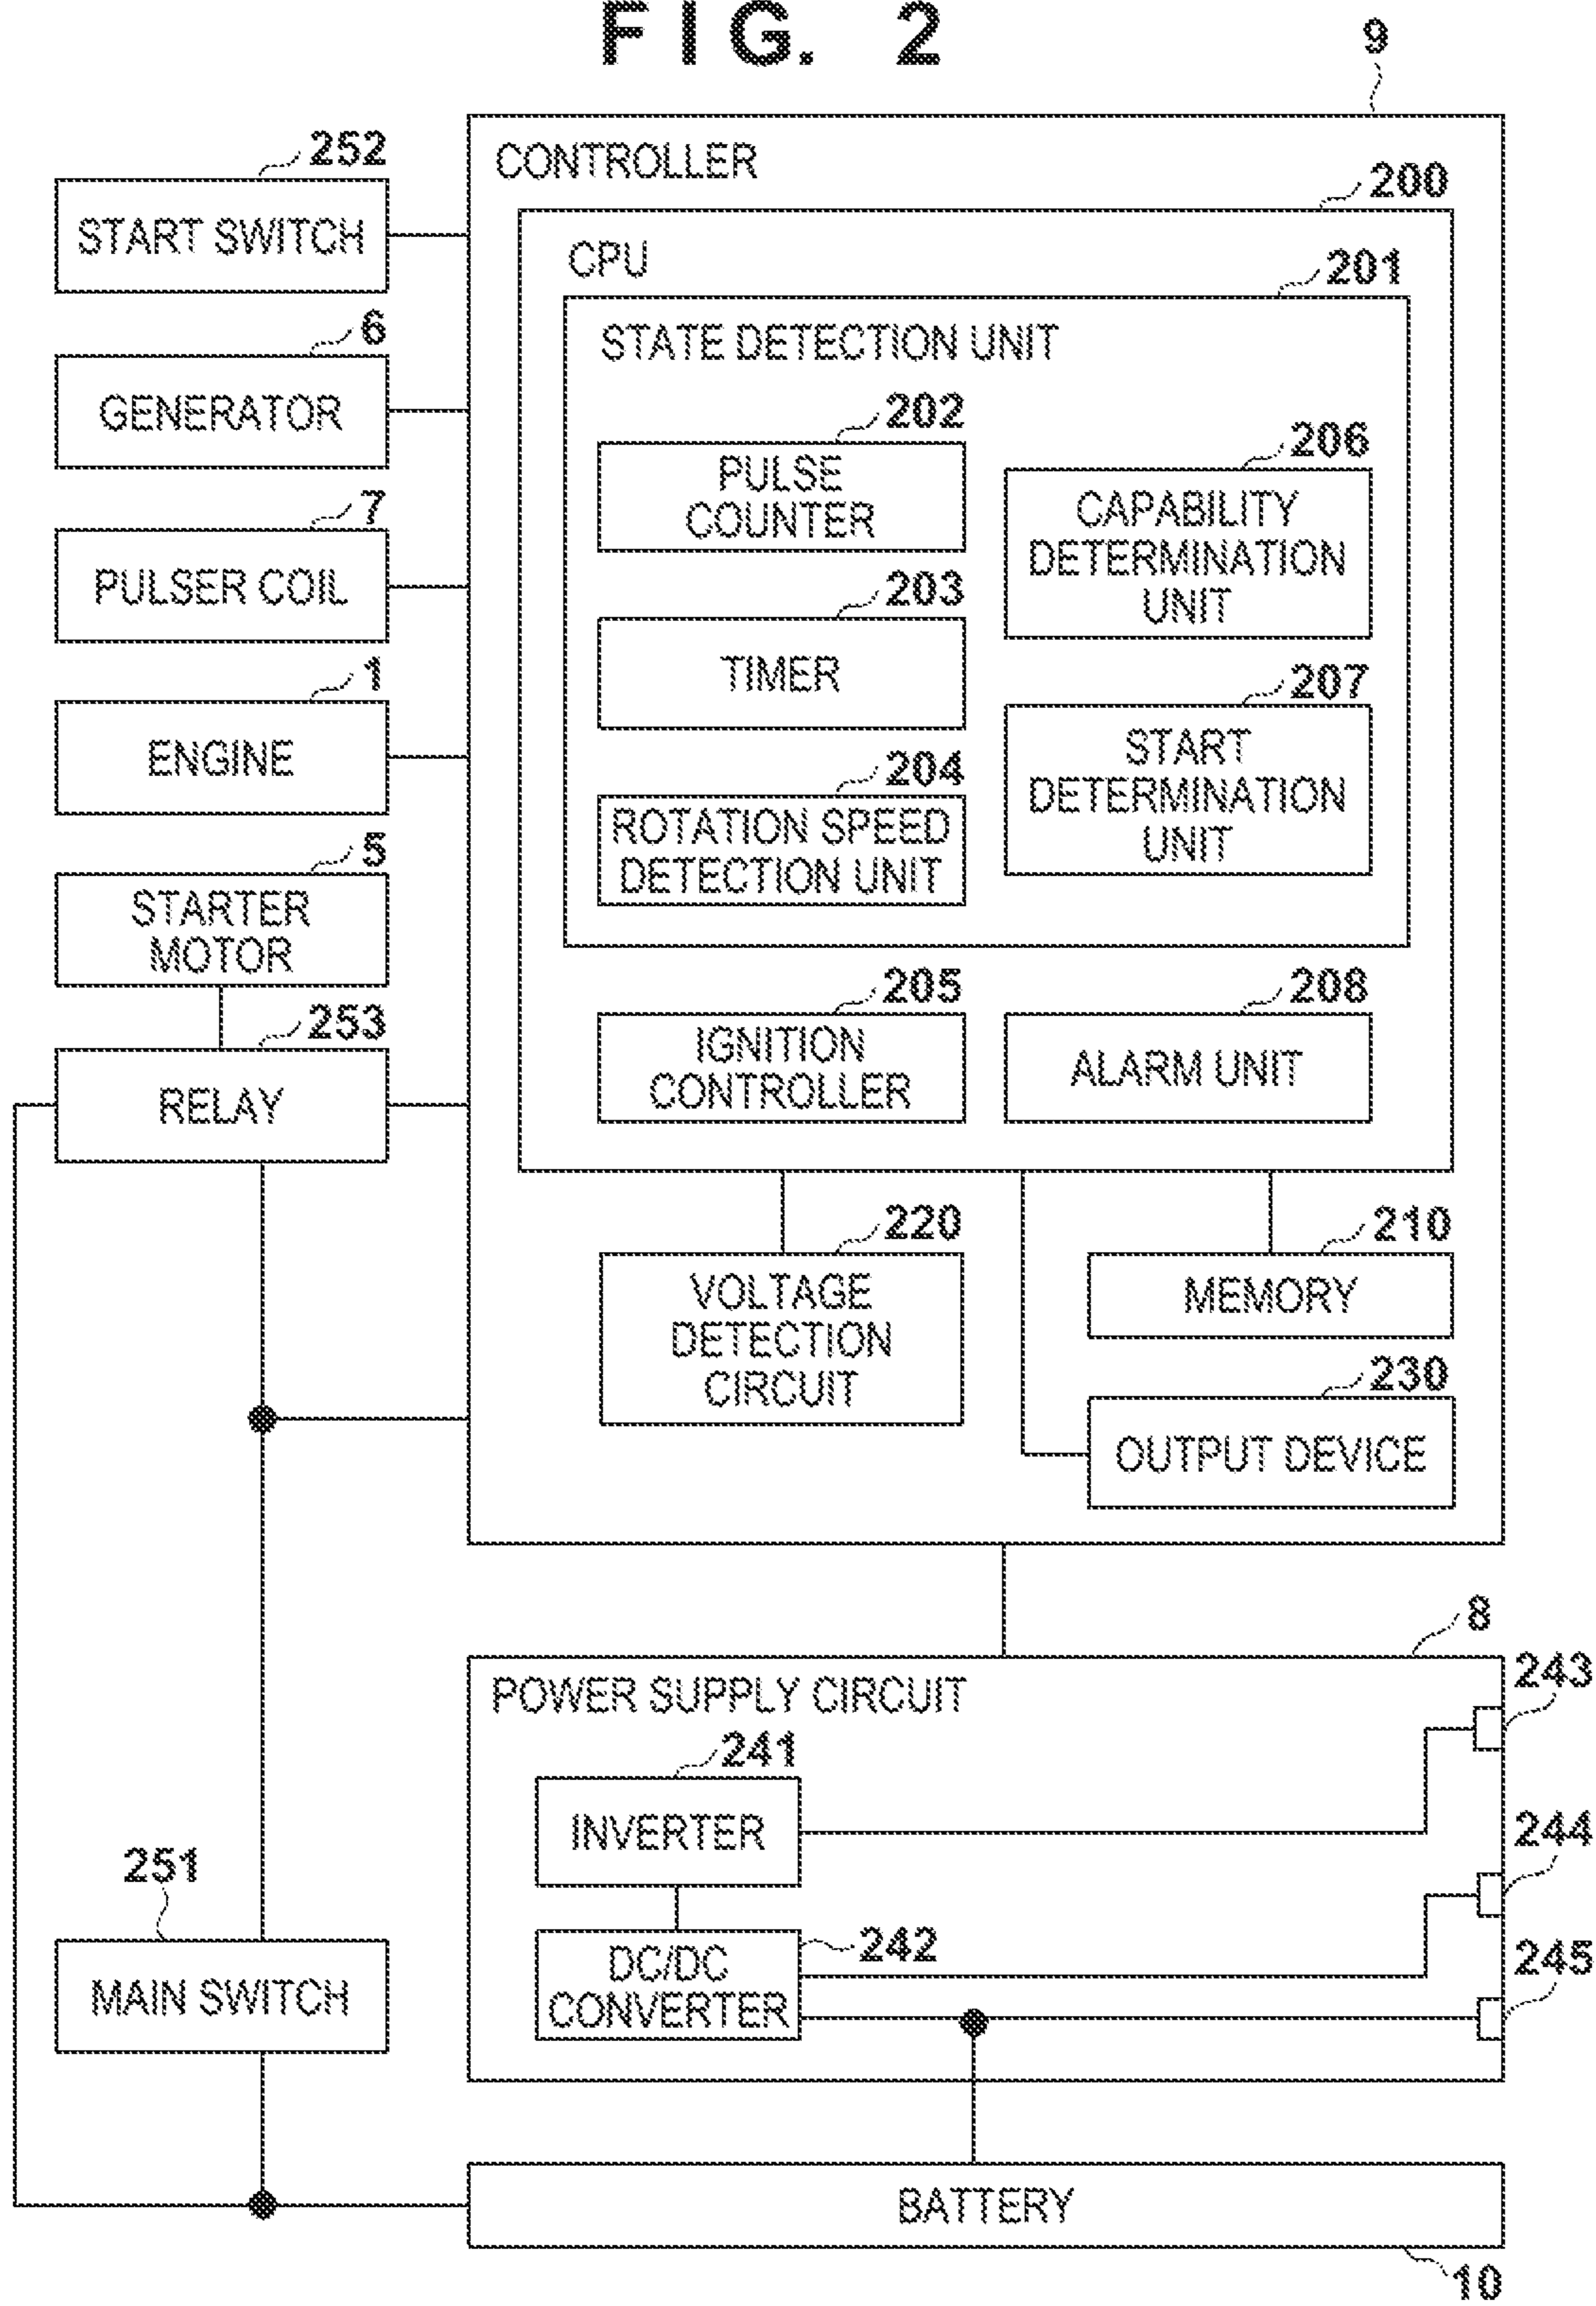 FIG. 2
9
CONTROLLER
252
START SWITCH
200
CPU
201
STATE DETECTION UNIT
6
GENERATOR
202
PULSE
COUNTER
206
CAPABILITY
DETERMINATION
UNIT
7
PULSER COIL
203
TIMER
1
ENGINE
207
START
DETERMINATION
UNIT
204
ROTATION SPEED
DETECTION UNIT
5
STARTER
MOTOR
205
IGNITION
CONTROLLER
208
ALARM UNIT
253
RELAY
220
VOLTAGE
DETECTION
CIRCUIT
210
MEMORY
230
OUTPUT DEVICE
8
POWER SUPPLY CIRCUIT
243
241
INVERTER
244
251
MAIN SWITCH
242
DC/DC
CONVERTER
245
BATTERY
10